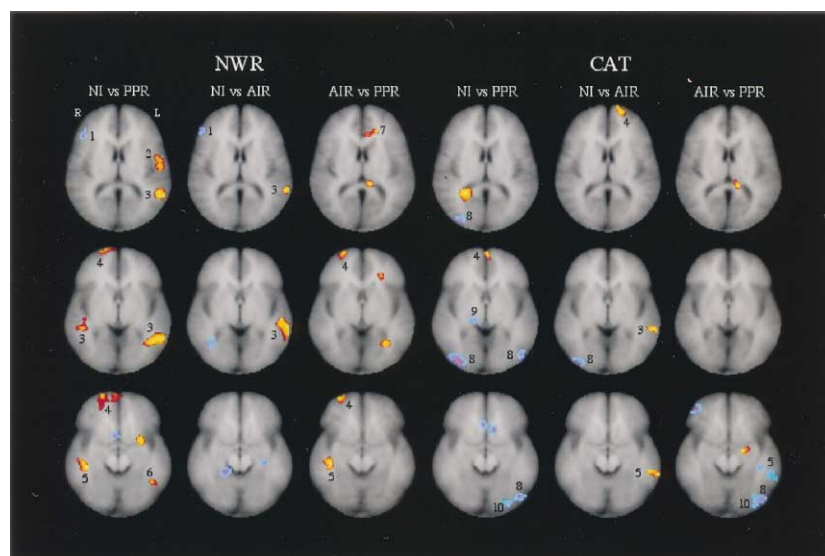 NWR CAT
NI vs PPR NI vs AIR AIR vs PPR NI vs PPR NI vs AIR AIR vs PPR
R L
1 2 3 1 3 7 8 4
4 3 3 3 4 4 9 8 8 3 8
4 5 6 4 5 8 10 5 5 8 10